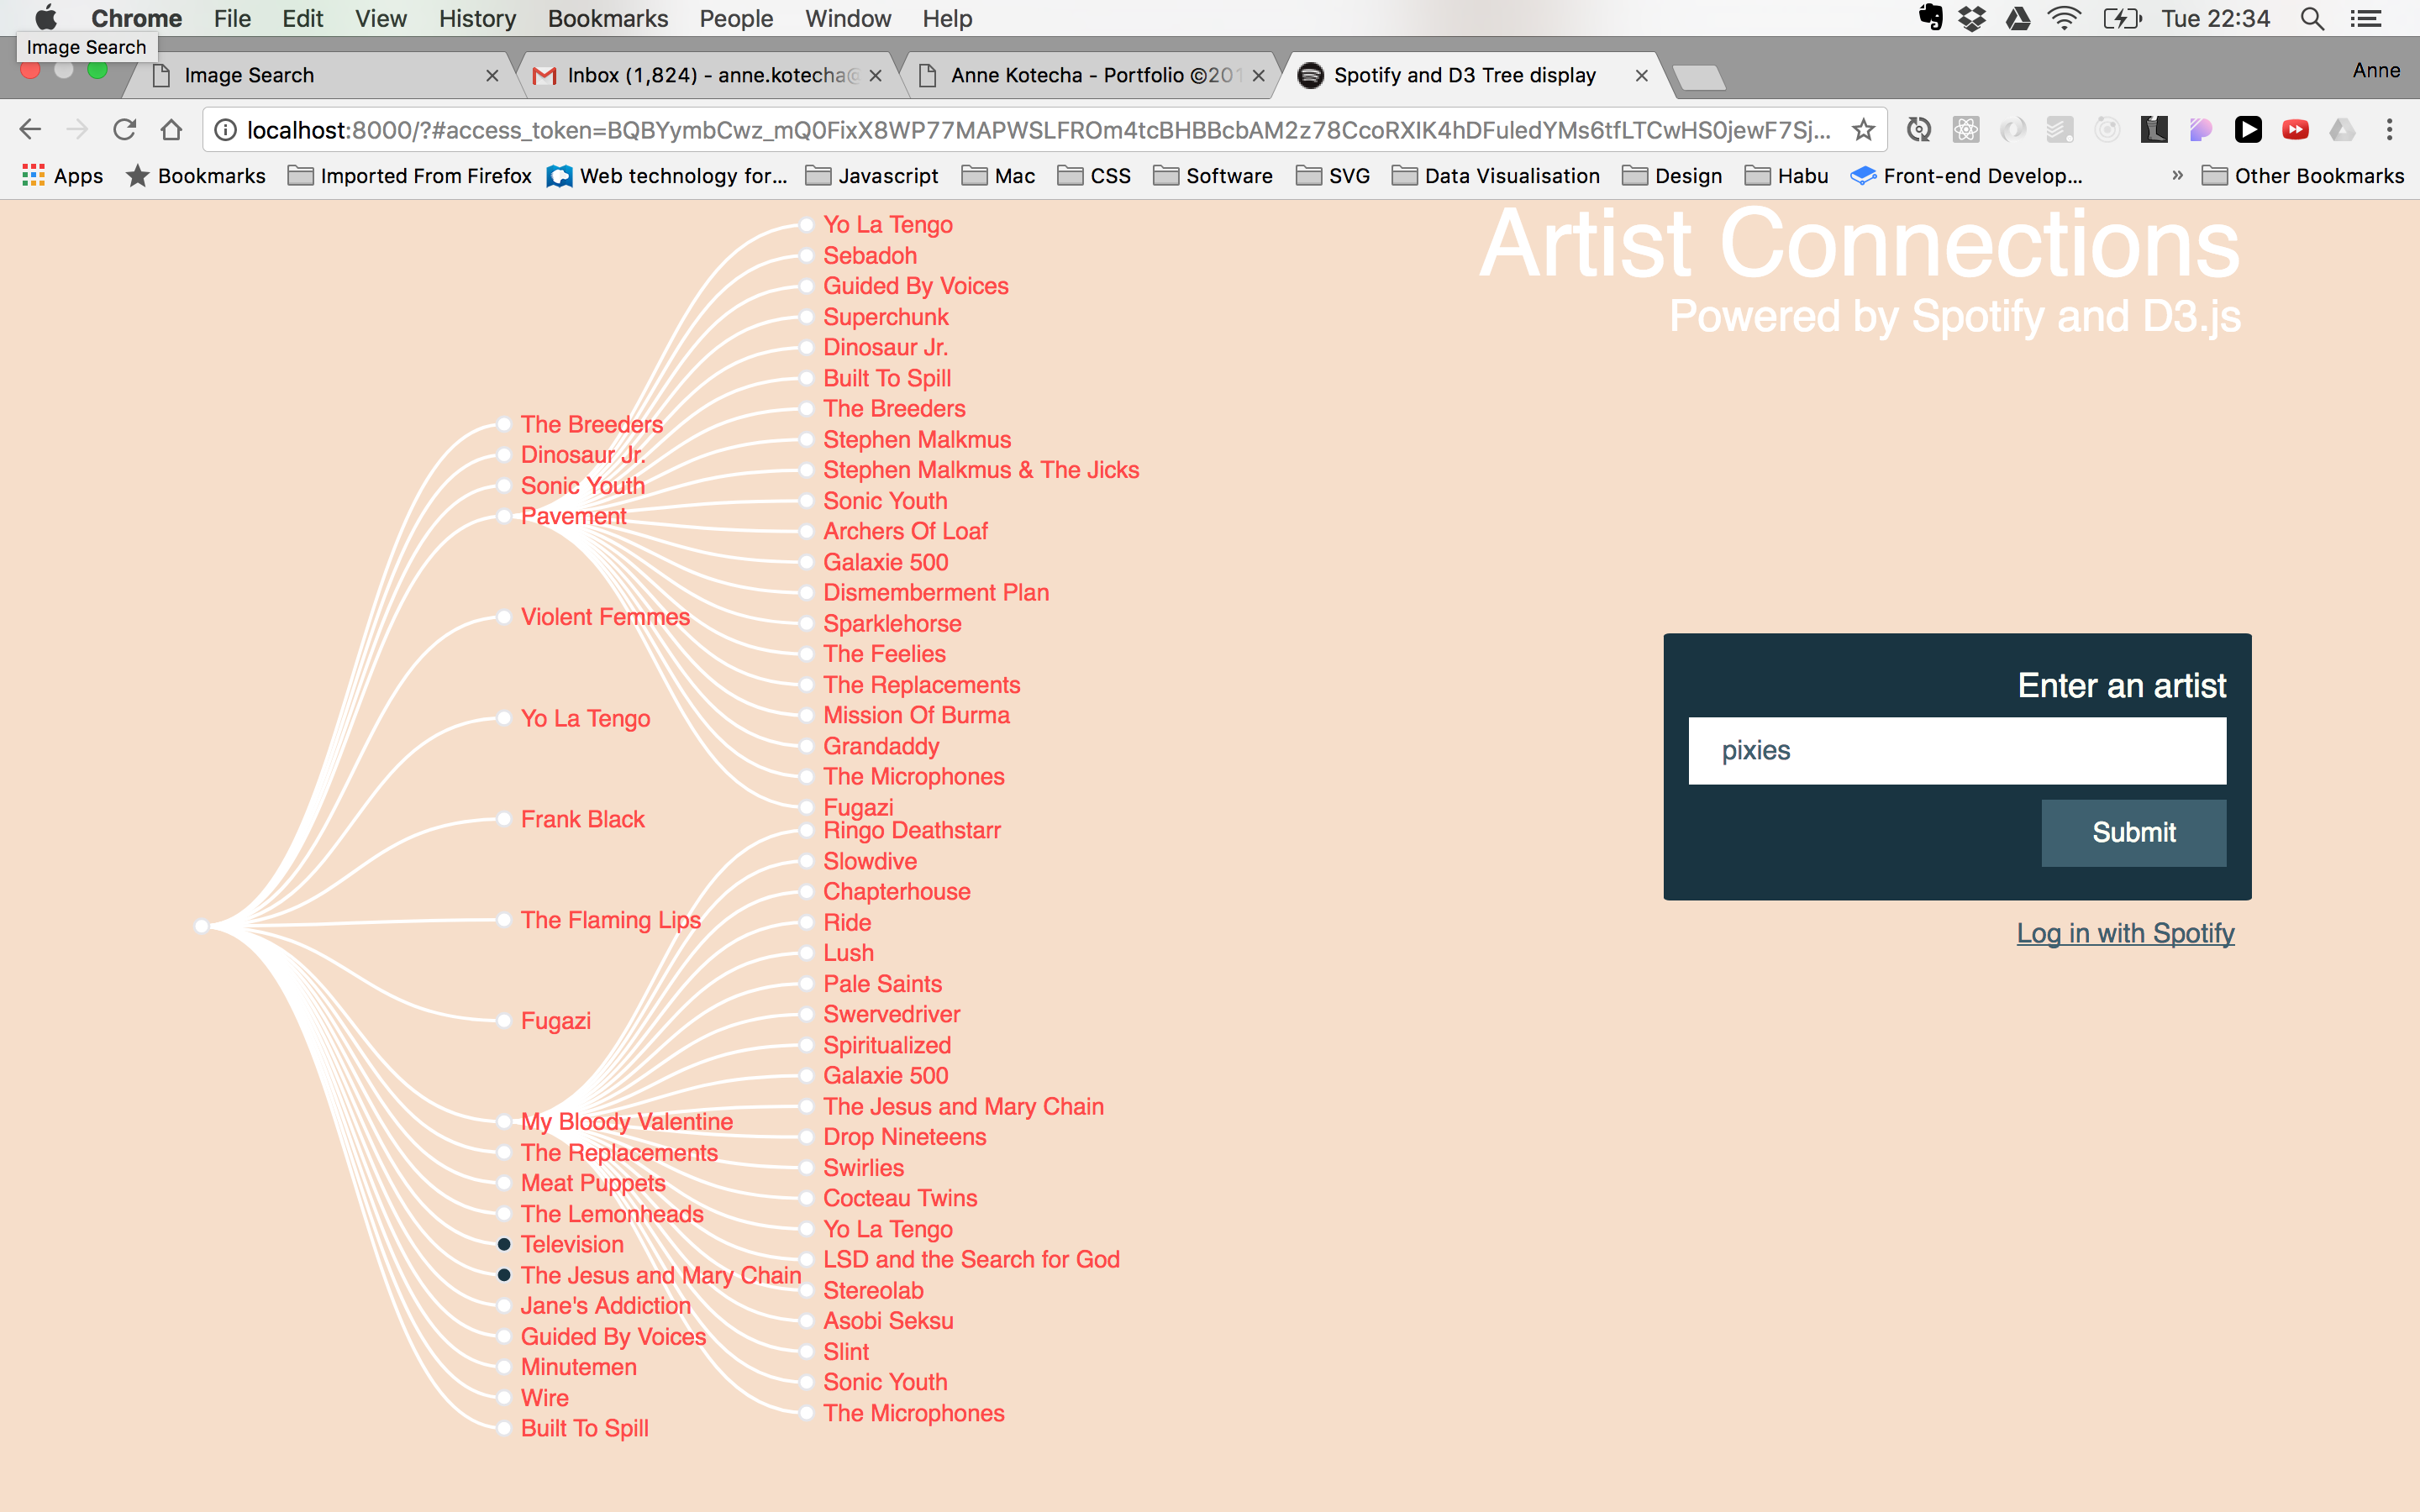 Chrome File Edit View History Bookmarks People Window Help Tue 22:34
Image Search
Image Search Inbox (1,824) - anne.kotecha@ Anne Kotecha - Portfolio ©201 Spotify and D3 Tree display Anne
localhost:8000/?#access_token=BQBYymbCwz_mQ0FixX8WP77MAPWSLFROm4tcBHBBcbAM2z78CcoRXIK4hDFuledYMs6tfLTCwHS0jewF7Sj...
Apps Bookmarks Imported From Firefox Web technology for... Javascript Mac CSS Software SVG Data Visualisation Design Habu Front-end Develop... » Other Bookmarks
Artist Connections
Powered by Spotify and D3.js
The Breeders
Dinosaur Jr.
Sonic Youth
Pavement
Violent Femmes
Yo La Tengo
Frank Black
The Flaming Lips
Fugazi
My Bloody Valentine
The Replacements
Meat Puppets
The Lemonheads
Television
The Jesus and Mary Chain
Jane's Addiction
Guided By Voices
Minutemen
Wire
Built To Spill
Yo La Tengo
Sebadoh
Guided By Voices
Superchunk
Dinosaur Jr.
Built To Spill
The Breeders
Stephen Malkmus
Stephen Malkmus & The Jicks
Sonic Youth
Archers Of Loaf
Galaxie 500
Dismemberment Plan
Sparklehorse
The Feelies
The Replacements
Mission Of Burma
Grandaddy
The Microphones
Fugazi
Ringo Deathstarr
Slowdive
Chapterhouse
Ride
Lush
Pale Saints
Swervedriver
Spiritualized
Galaxie 500
The Jesus and Mary Chain
Drop Nineteens
Swirlies
Cocteau Twins
Yo La Tengo
LSD and the Search for God
Stereolab
Asobi Seksu
Slint
Sonic Youth
The Microphones
Enter an artist
pixies
Submit
Log in with Spotify